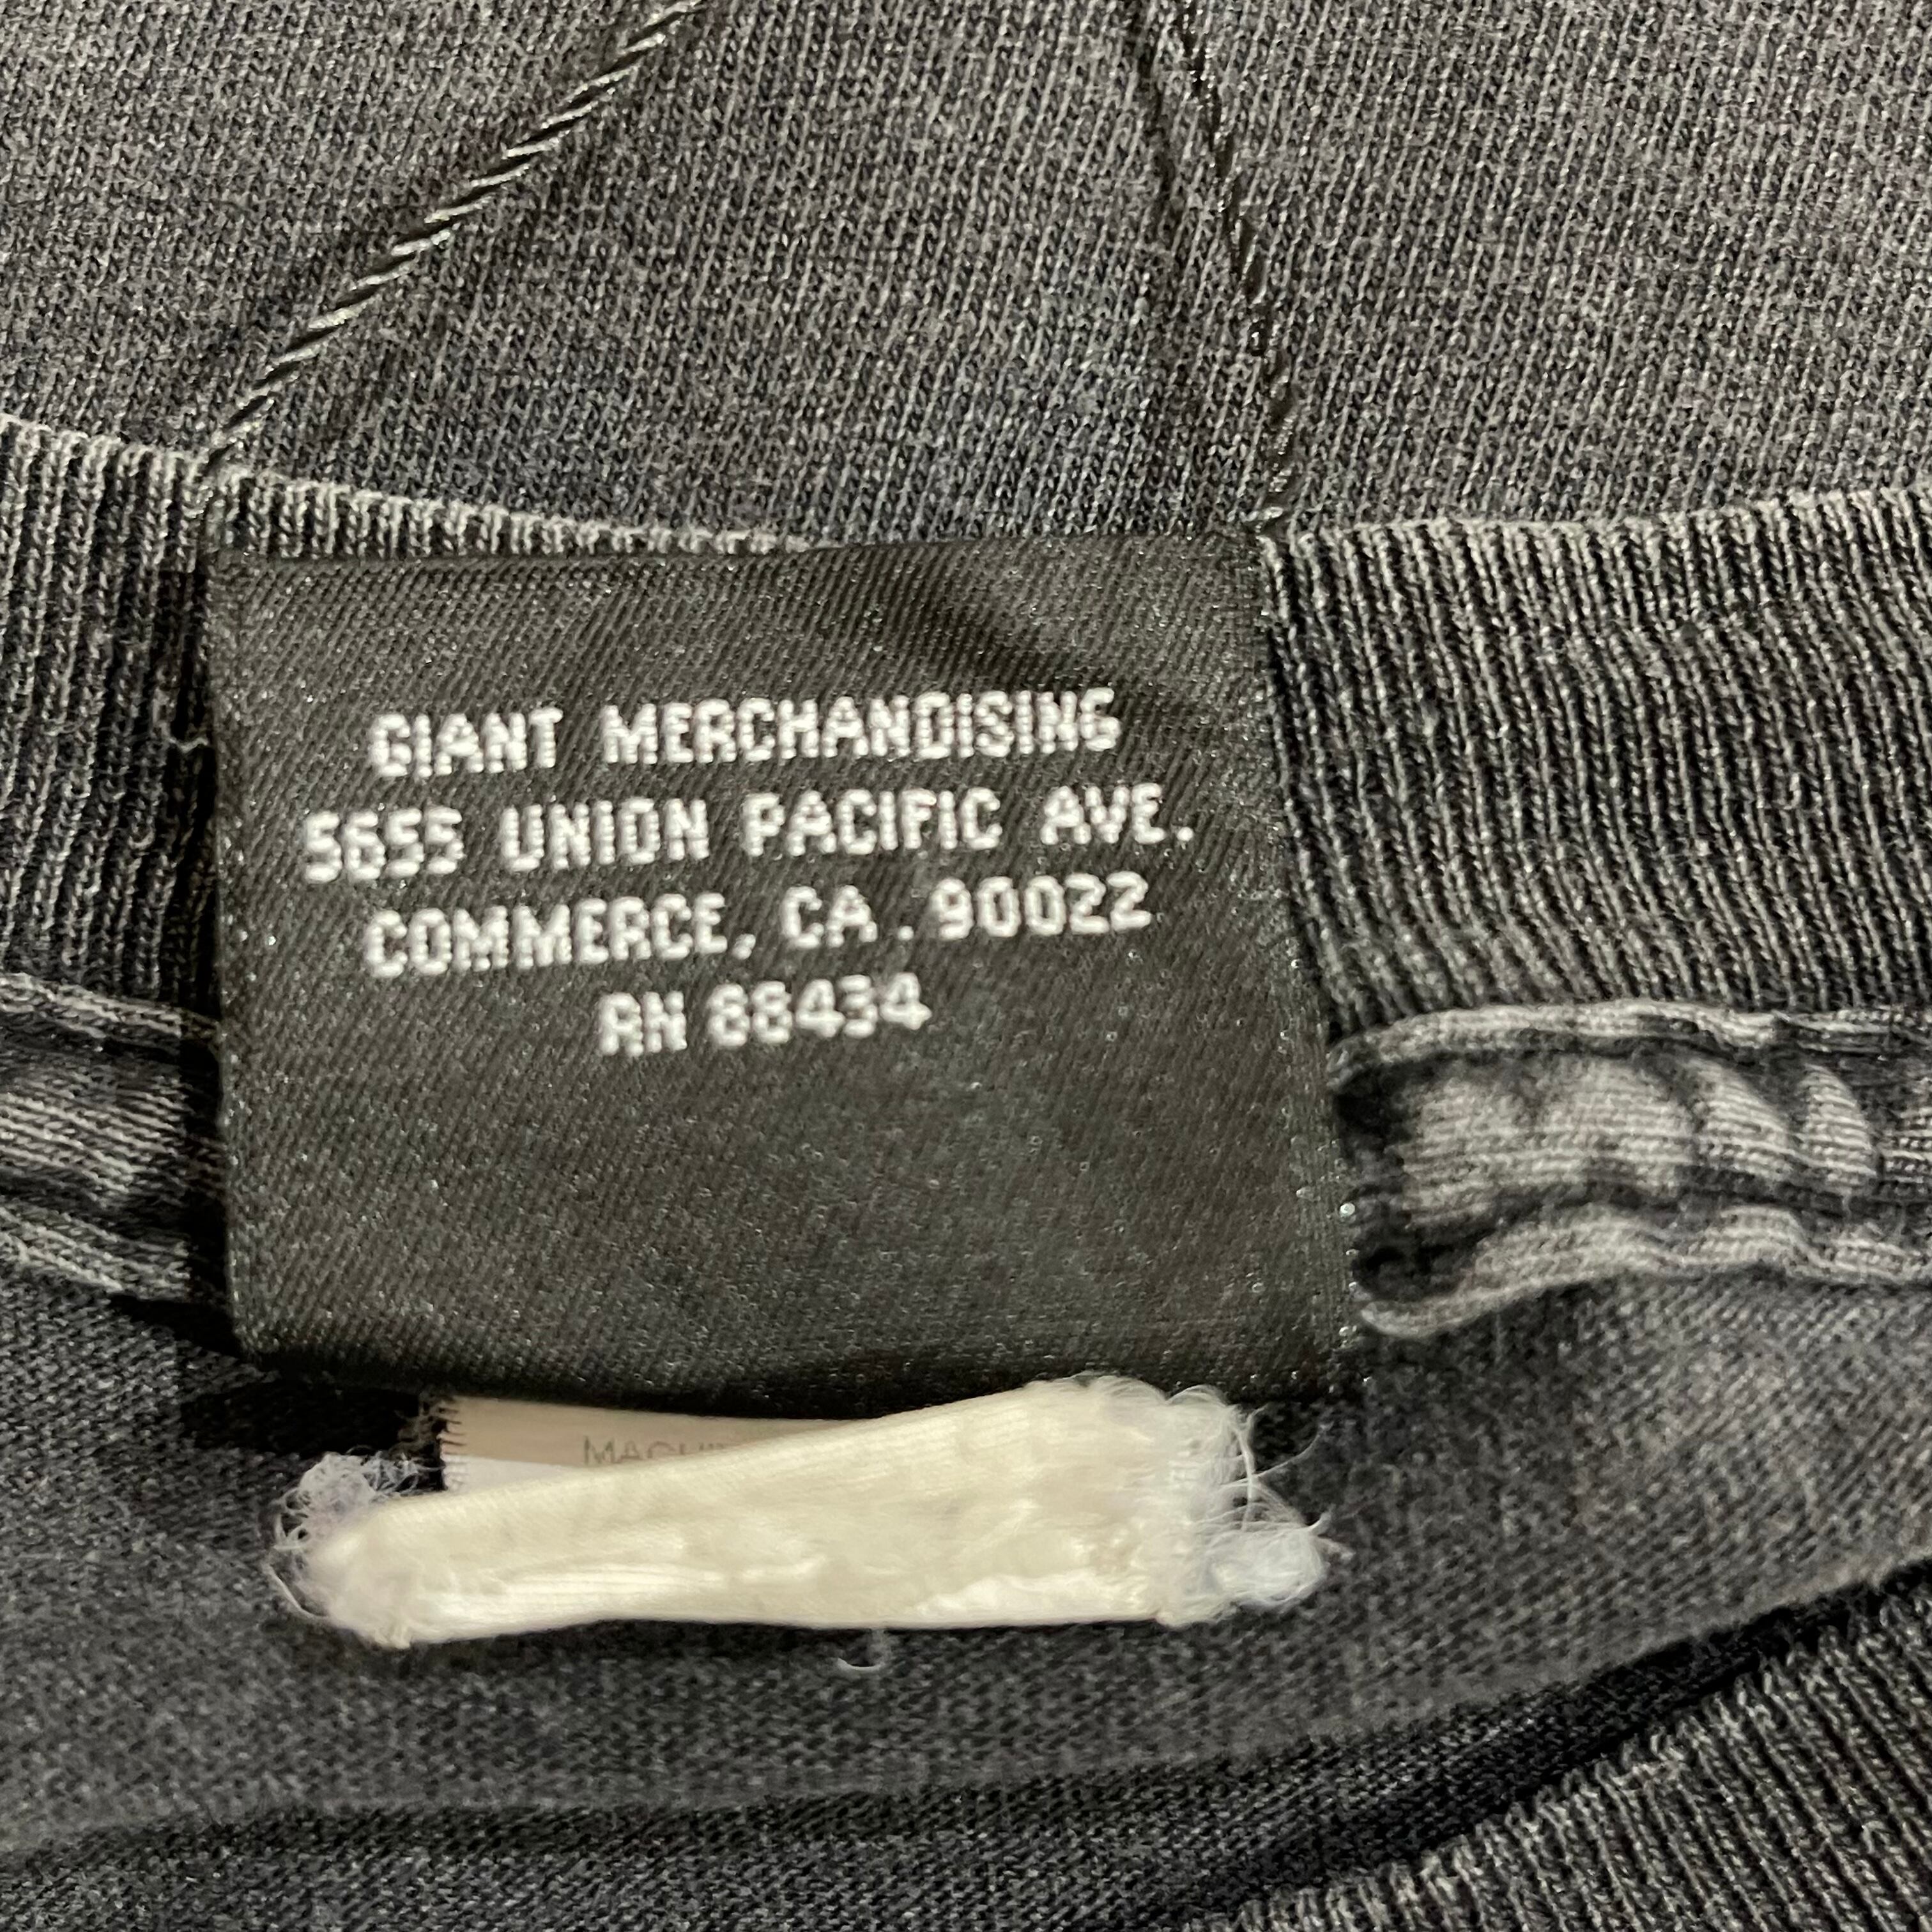 GIANT MERCHANDISING
5655 UNION PACIFIC AVE.
COMMERCE, CA. 90022
RN 88434